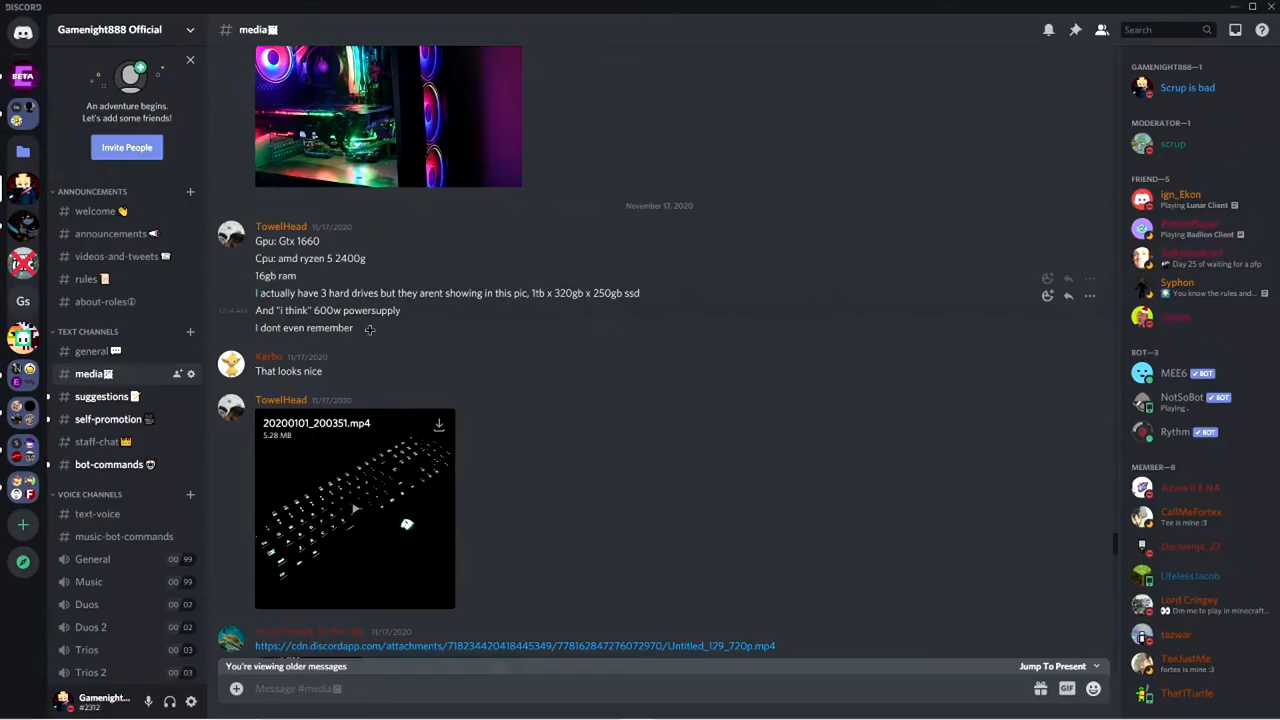 DISCORD
Gamenight888 Official
# media
Search
An adventure begins.
Let's add some friends!
Invite People
ANNOUNCEMENTS
# welcome
# announcements
# videos-and-tweets
# rules
# about-roles
TEXT CHANNELS
# general
# media
# suggestions
# self-promotion
# staff-chat
# bot-commands
VOICE CHANNELS
# text-voice
# music-bot-commands
General 00 99
Music 00 99
Duos 00 02
Duos 2 00 02
Trios 00 03
Trios 2 00 03
Gamenight...
#2312
BETA
Gs
November 17, 2020
TowelHead 11/17/2020
Gpu: Gtx 1660
Cpu: amd ryzen 5 2400g
16gb ram
I actually have 3 hard drives but they arent showing in this pic, 1tb x 320gb x 250gb ssd
12:14 AM And "i think" 600w powersupply
I dont even remember
Kerbo 11/17/2020
That looks nice
TowelHead 11/17/2020
20200101_200351.mp4
5.28 MB
11/17/2020
https://cdn.discordapp.com/attachments/718234420418445349/778162847276072970/Untitled_129_720p.mp4
You're viewing older messages
Jump To Present
Message #media
GIF
GAMENIGHT888—1
Scrup is bad
MODERATOR—1
scrup
FRIEND—5
ign_Ekon
Playing Lunar Client
Playing Badlion Client
Day 25 of waiting for a pfp
Syphon
You know the rules and...
BOT—3
MEE6 BOT
NotSoBot BOT
Playing .
Rythm BOT
MEMBER—8
CallMeFortex
Tee is mine :3
LifelessJacob
Lord Cringey
Dm me to play in minecraft...
tazwar
TeeJustMe
fortex is mine :3
That1Turtle